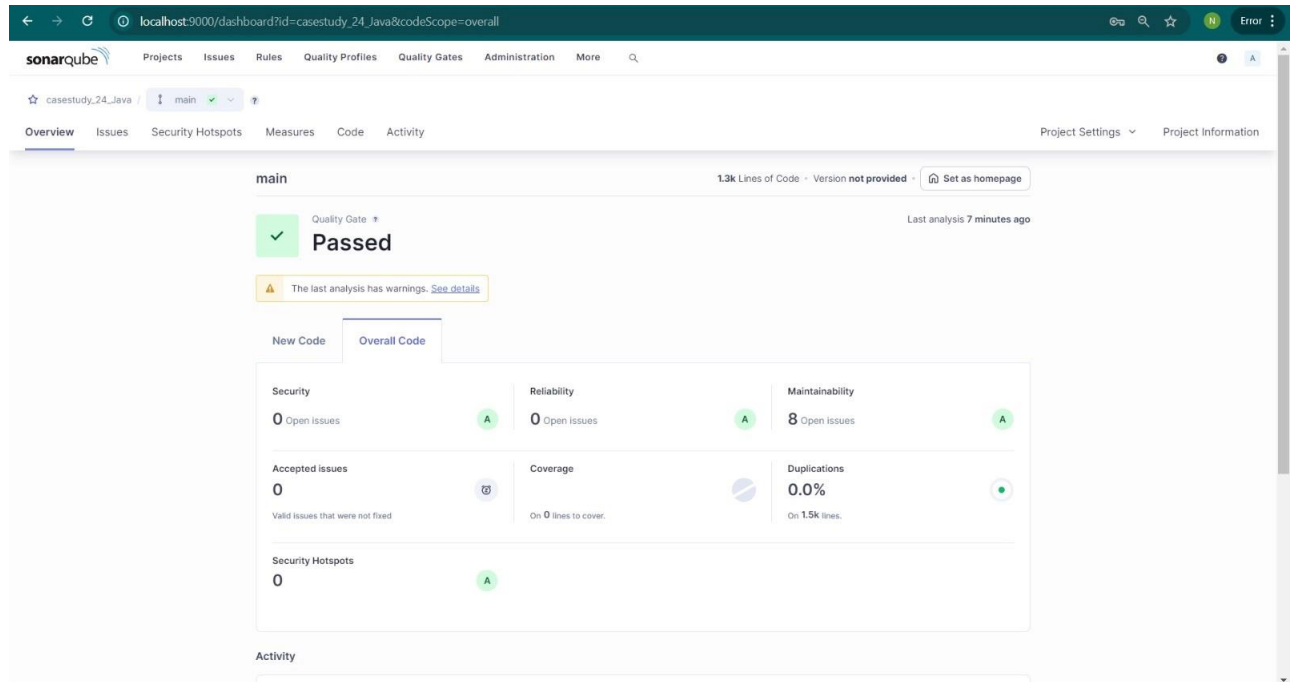 localhost:9000/dashboard?id=casestudy_24_Java&codeScope=overall
N Error
sonarqube Projects Issues Rules Quality Profiles Quality Gates Administration More ? A
casestudy_24_Java / main ?
Overview Issues Security Hotspots Measures Code Activity Project Settings Project Information
main 1.3k Lines of Code · Version not provided · Set as homepage
Quality Gate ? Last analysis 7 minutes ago
Passed
The last analysis has warnings. See details
New Code Overall Code
Security Reliability Maintainability
0 Open issues A 0 Open issues A 8 Open issues A
Accepted issues Coverage Duplications
0 0.0%
Valid issues that were not fixed On 0 lines to cover. On 1.5k lines.
Security Hotspots
0 A
Activity